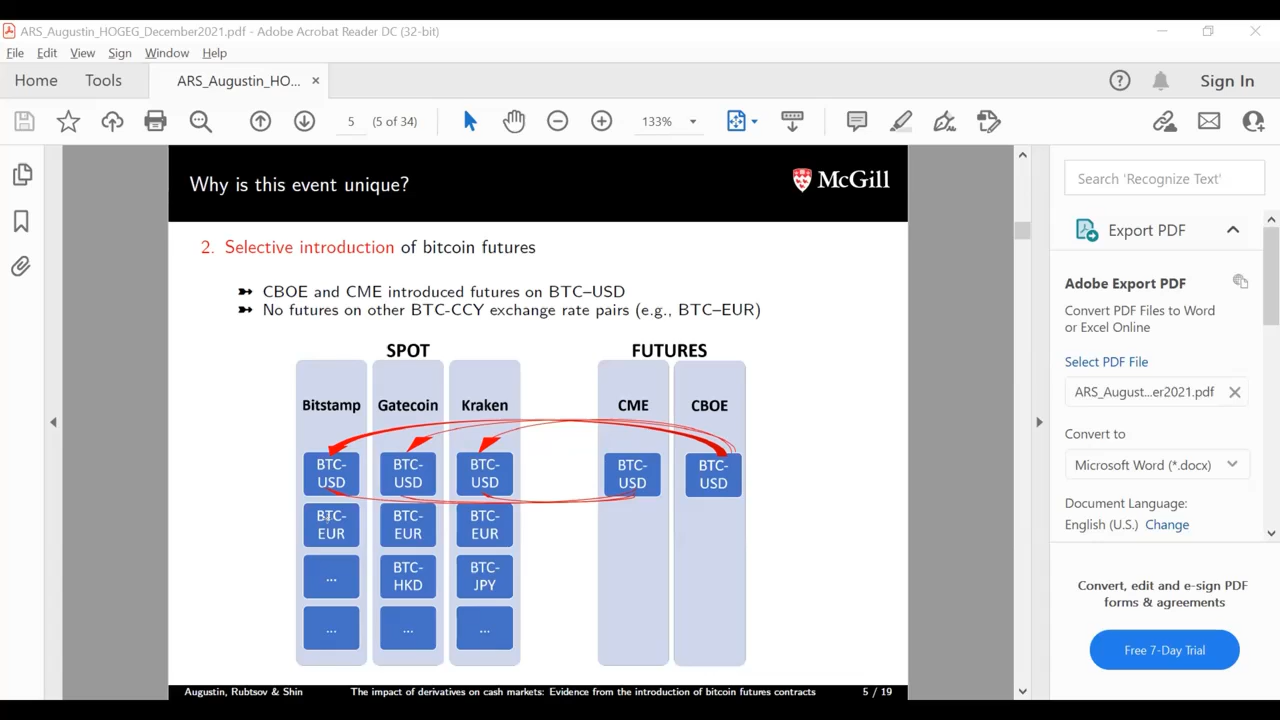 ARS_Augustin_HOGEG_December2021.pdf - Adobe Acrobat Reader DC (32-bit)
File Edit View Sign Window Help
Home Tools ARS_Augustin_HO... × Sign In
5 (5 of 34) 133%
Why is this event unique?
McGill
2. Selective introduction of bitcoin futures
CBOE and CME introduced futures on BTC–USD
No futures on other BTC-CCY exchange rate pairs (e.g., BTC–EUR)
SPOT FUTURES
Bitstamp Gatecoin Kraken CME CBOE
BTC- BTC- BTC- BTC- BTC-
USD USD USD USD USD
BTC- BTC- BTC-
EUR EUR EUR
... BTC- BTC-
HKD JPY
... ... ...
Augustin, Rubtsov & Shin The impact of derivatives on cash markets: Evidence from the introduction of bitcoin futures contracts 5 / 19
Search 'Recognize Text'
Export PDF
Adobe Export PDF
Convert PDF Files to Word
or Excel Online
Select PDF File
ARS_August...er2021.pdf
Convert to
Microsoft Word (*.docx)
Document Language:
English (U.S.) Change
Convert, edit and e-sign PDF
forms & agreements
Free 7-Day Trial